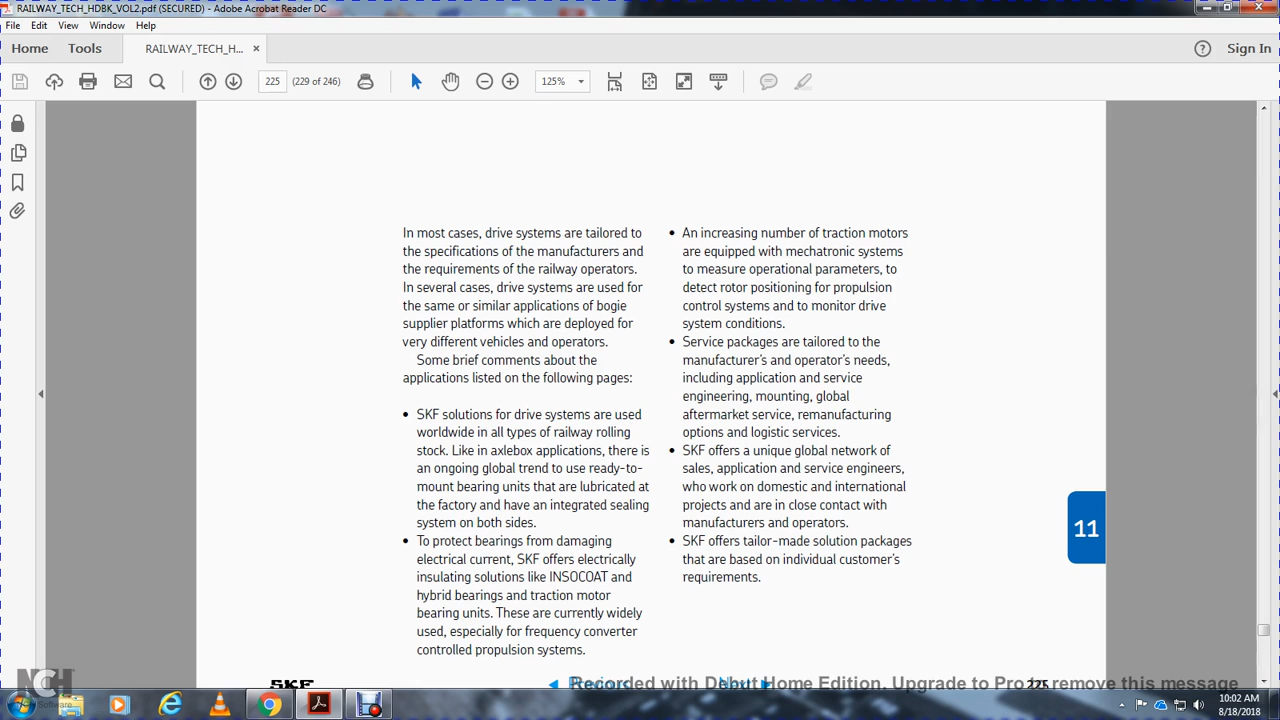 RAILWAY_TECH_HDBK_VOL2.pdf (SECURED) - Adobe Acrobat Reader DC
File Edit View Window Help
Home Tools RAILWAY_TECH_H... × Sign In
225 (229 of 246) 125%
In most cases, drive systems are tailored to
the specifications of the manufacturers and
the requirements of the railway operators.
In several cases, drive systems are used for
the same or similar applications of bogie
supplier platforms which are deployed for
very different vehicles and operators.
Some brief comments about the
applications listed on the following pages:
• SKF solutions for drive systems are used
worldwide in all types of railway rolling
stock. Like in axlebox applications, there is
an ongoing global trend to use ready-to-
mount bearing units that are lubricated at
the factory and have an integrated sealing
system on both sides.
• To protect bearings from damaging
electrical current, SKF offers electrically
insulating solutions like INSOCOAT and
hybrid bearings and traction motor
bearing units. These are currently widely
used, especially for frequency converter
controlled propulsion systems.
• An increasing number of traction motors
are equipped with mechatronic systems
to measure operational parameters, to
detect rotor positioning for propulsion
control systems and to monitor drive
system conditions.
• Service packages are tailored to the
manufacturer's and operator's needs,
including application and service
engineering, mounting, global
aftermarket service, remanufacturing
options and logistic services.
• SKF offers a unique global network of
sales, application and service engineers,
who work on domestic and international
projects and are in close contact with
manufacturers and operators.
• SKF offers tailor-made solution packages
that are based on individual customer's
requirements.
11
SKF
225
Recorded with Debut Home Edition. Upgrade to Pro to remove this message
NCH
Software
10:02 AM
8/18/2018